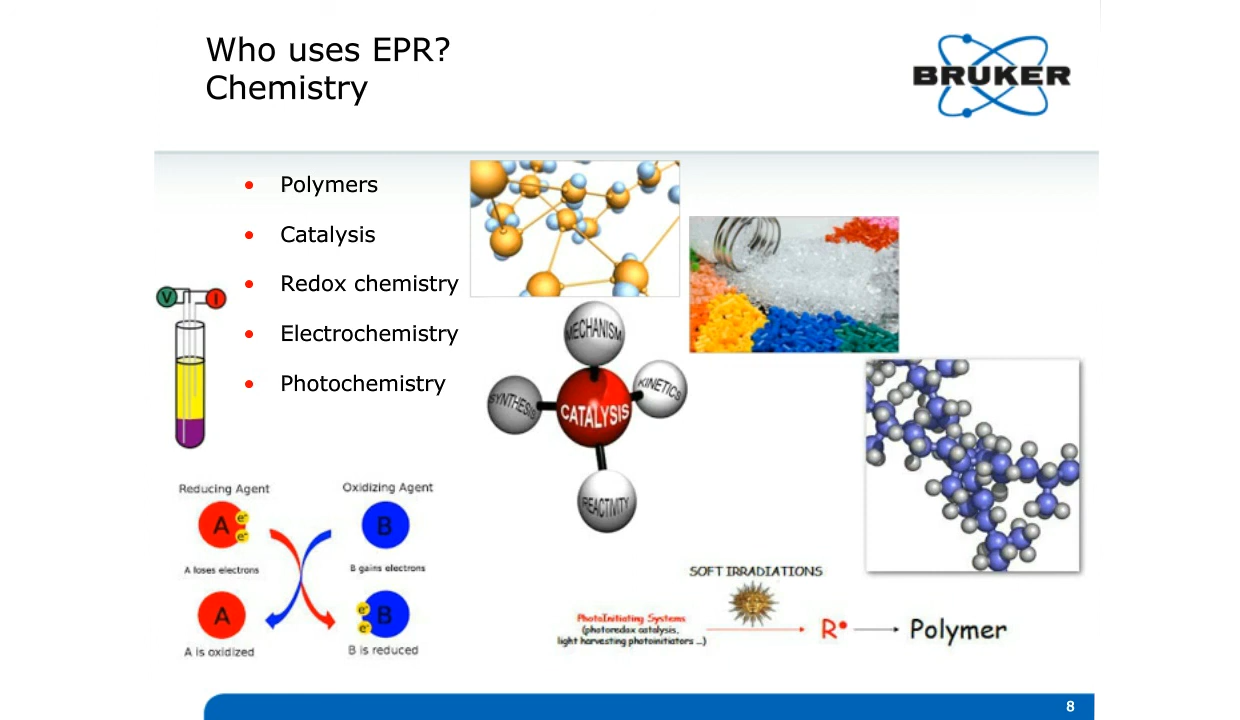 Who uses EPR?
Chemistry
BRUKER
• Polymers
• Catalysis
• Redox chemistry
• Electrochemistry
• Photochemistry
V I
MECHANISM
SYNTHESIS
CATALYSIS
KINETICS
REACTIVITY
Reducing Agent
Oxidizing Agent
A e⁻ e⁻
B
A loses electrons
B gains electrons
A
e⁻ e⁻ B
A is oxidized
B is reduced
SOFT IRRADIATIONS
PhotoInitiating Systems
(photoredox catalysis,
light harvesting photoinitiators ...)
R• Polymer
8